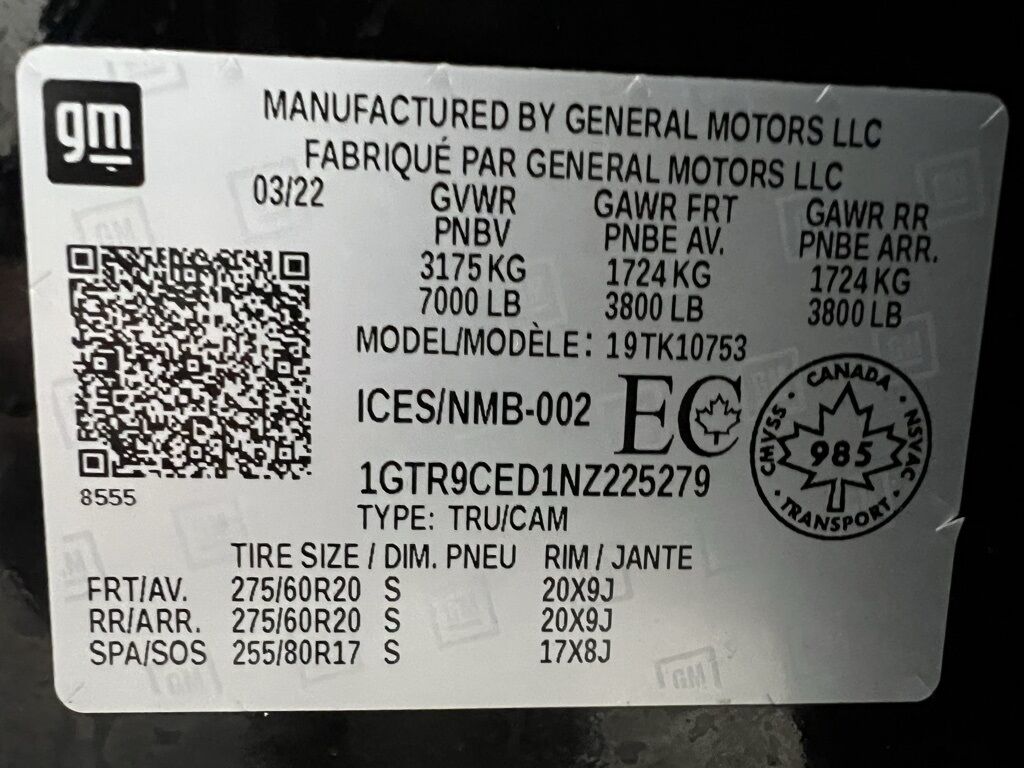 gm
MANUFACTURED BY GENERAL MOTORS LLC
FABRIQUÉ PAR GENERAL MOTORS LLC
03/22 GVWR GAWR FRT GAWR RR
PNBV PNBE AV. PNBE ARR.
3175 KG 1724 KG 1724 KG
7000 LB 3800 LB 3800 LB
MODEL/MODÈLE: 19TK10753
ICES/NMB-002 EC
CANADA
CMVSS · 985 · NSVAC
TRANSPORT
8555
1GTR9CED1NZ225279
TYPE: TRU/CAM
TIRE SIZE / DIM. PNEU RIM / JANTE
FRT/AV. 275/60R20 S 20X9J
RR/ARR. 275/60R20 S 20X9J
SPA/SOS 255/80R17 S 17X8J